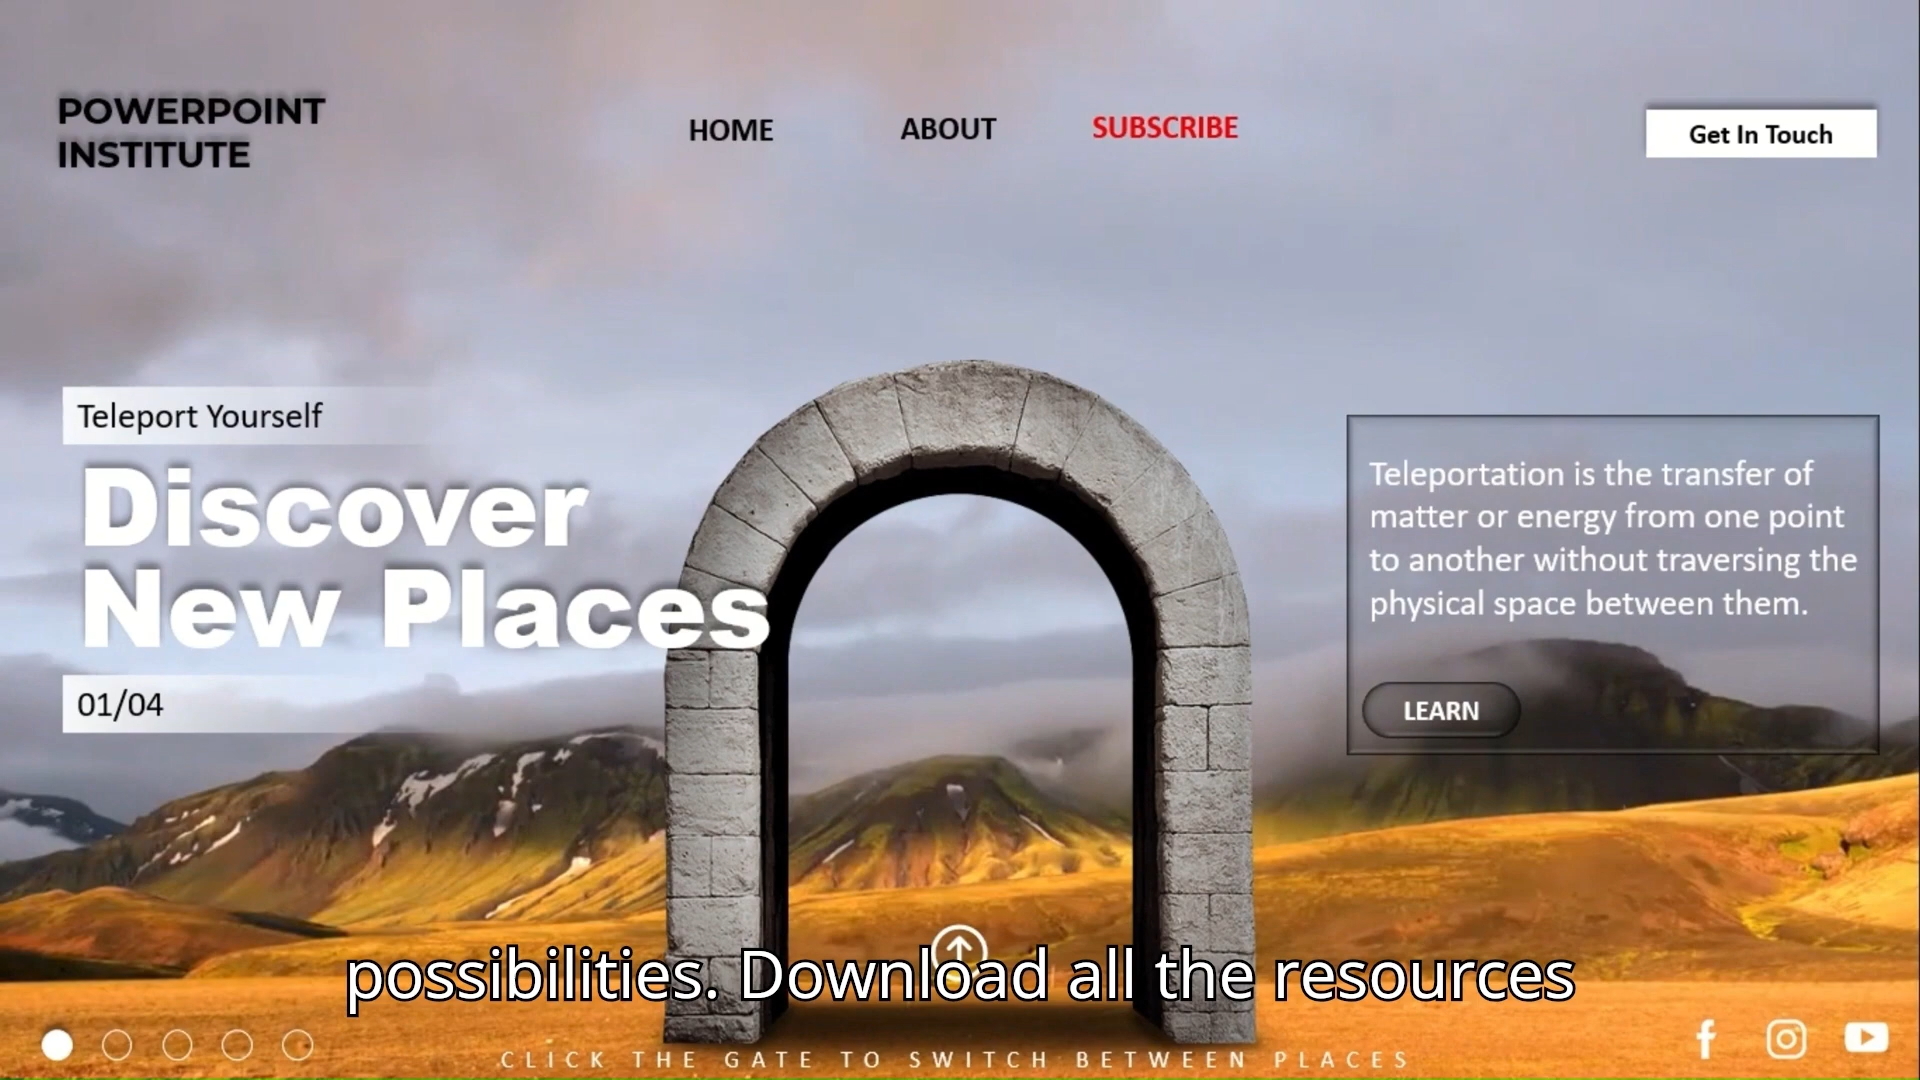 POWERPOINT
INSTITUTE
HOME
ABOUT
SUBSCRIBE
Get In Touch
Teleport Yourself
Discover
New Places
01/04
Teleportation is the transfer of
matter or energy from one point
to another without traversing the
physical space between them.
LEARN
possibilities. Download all the resources
CLICK THE GATE TO SWITCH BETWEEN PLACES